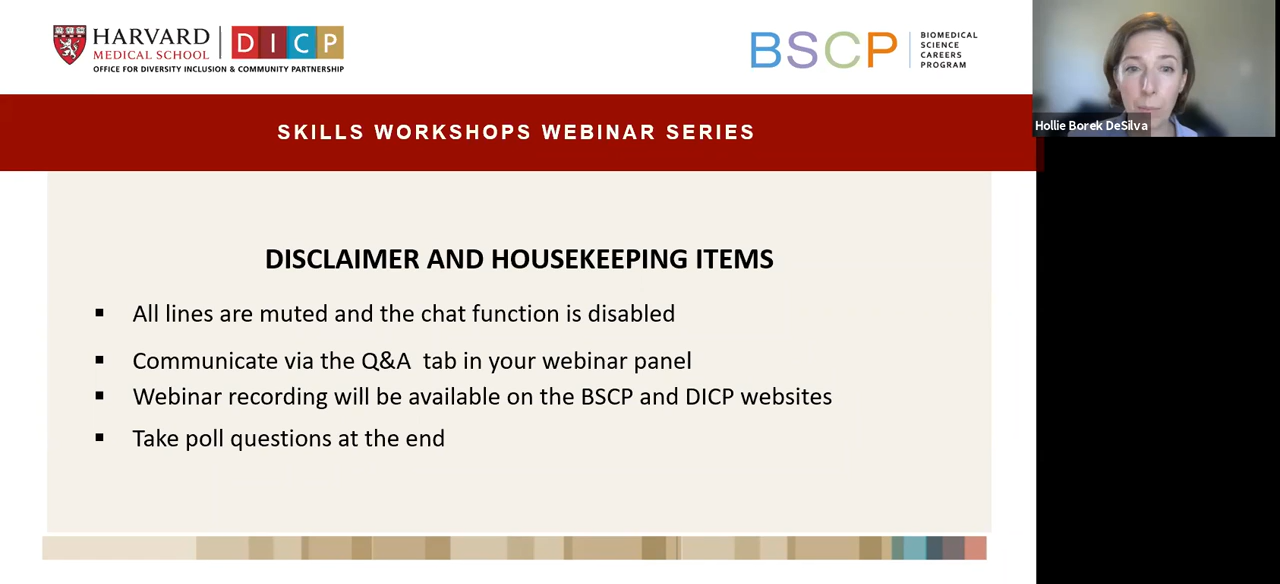 HARVARD
MEDICAL SCHOOL
DICP
OFFICE FOR DIVERSITY INCLUSION & COMMUNITY PARTNERSHIP
BSCP
BIOMEDICAL
SCIENCE
CAREERS
PROGRAM
Hollie Borek DeSilva
SKILLS WORKSHOPS WEBINAR SERIES
DISCLAIMER AND HOUSEKEEPING ITEMS
▪ All lines are muted and the chat function is disabled
▪ Communicate via the Q&A tab in your webinar panel
▪ Webinar recording will be available on the BSCP and DICP websites
▪ Take poll questions at the end